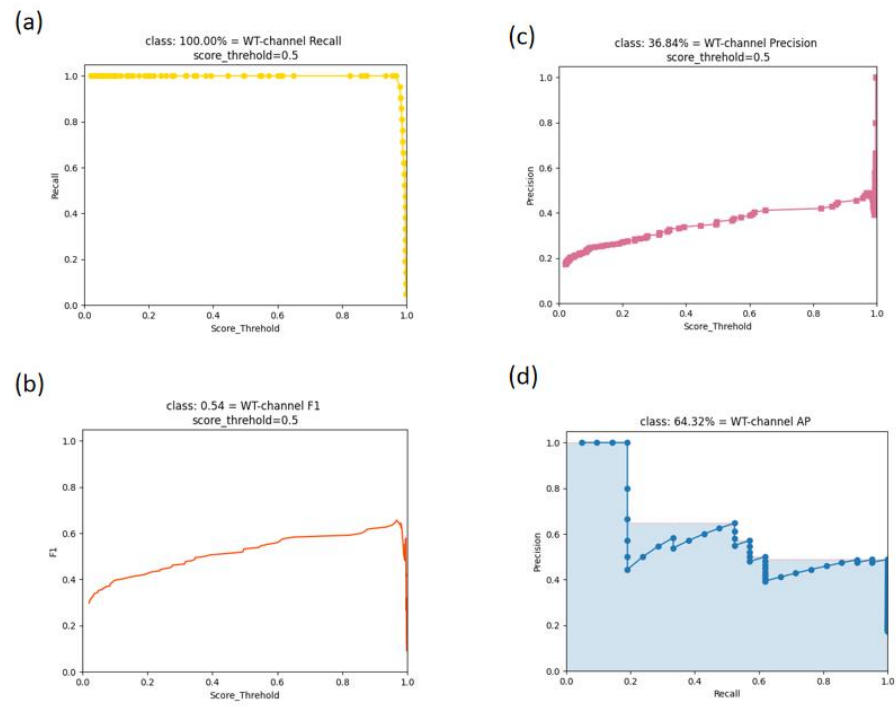 (a)
class: 100.00% = WT-channel Recall
score_threhold=0.5
1.0
0.8
0.6
0.4
0.2
0.0
Recall
0.0 0.2 0.4 0.6 0.8 1.0
Score_Threhold
(b)
class: 0.54 = WT-channel F1
score_threhold=0.5
1.0
0.8
0.6
0.4
0.2
0.0
F1
0.0 0.2 0.4 0.6 0.8 1.0
Score_Threhold
(c)
class: 36.84% = WT-channel Precision
score_threhold=0.5
1.0
0.8
0.6
0.4
0.2
0.0
Precision
0.0 0.2 0.4 0.6 0.8 1.0
Score_Threhold
(d)
class: 64.32% = WT-channel AP
1.0
0.8
0.6
0.4
0.2
0.0
Precision
0.0 0.2 0.4 0.6 0.8 1.0
Recall